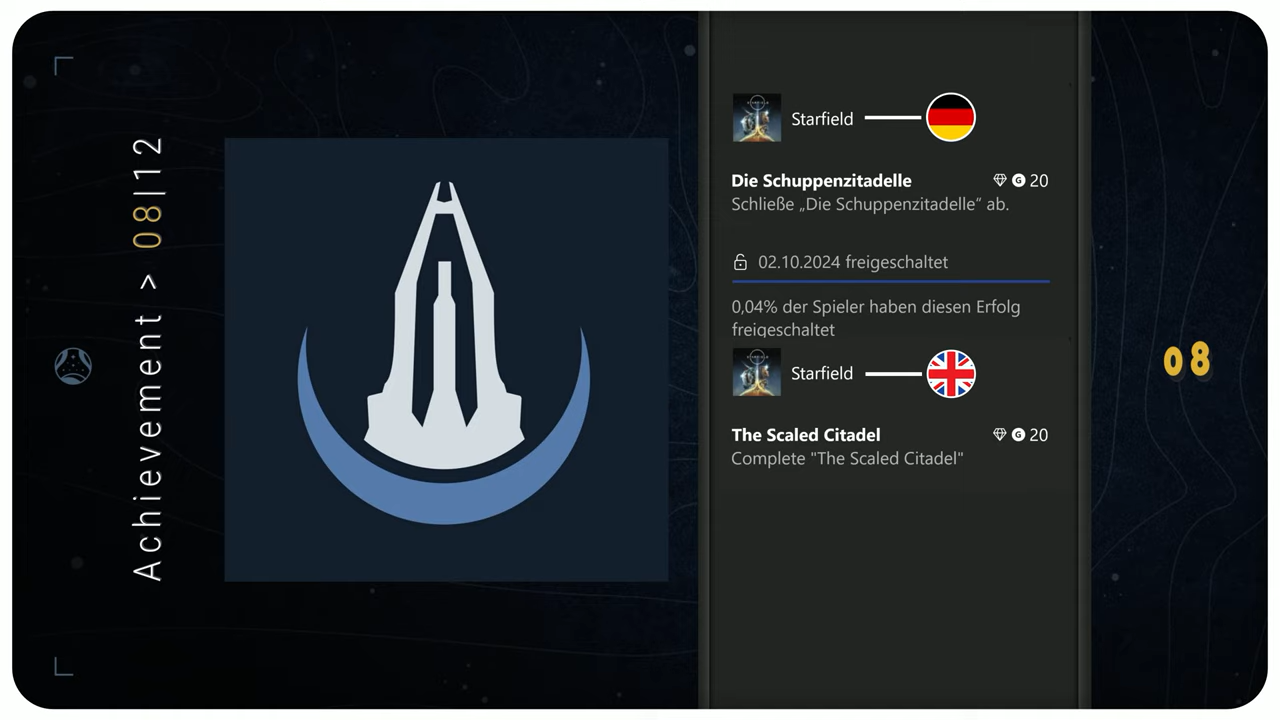 Achievement > 08|12
Starfield
Die Schuppenzitadelle
G 20
Schließe „Die Schuppenzitadelle“ ab.
02.10.2024 freigeschaltet
0,04% der Spieler haben diesen Erfolg
freigeschaltet
Starfield
The Scaled Citadel
G 20
Complete "The Scaled Citadel"
08